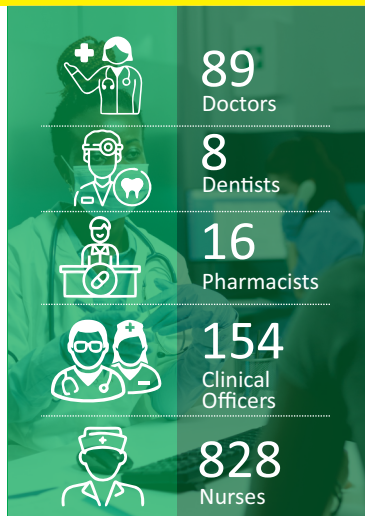 89
Doctors
8
Dentists
16
Pharmacists
154
Clinical
Officers
828
Nurses